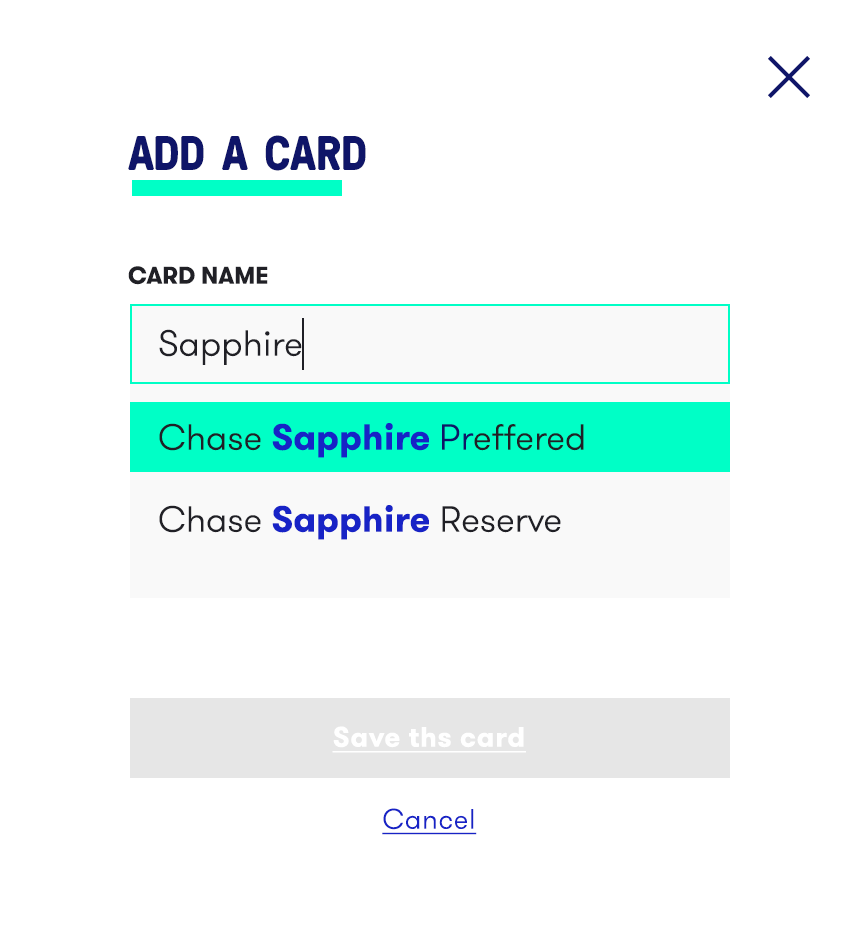 ADD A CARD
CARD NAME
Sapphire
Chase Sapphire Preffered
Chase Sapphire Reserve
Save ths card
Cancel